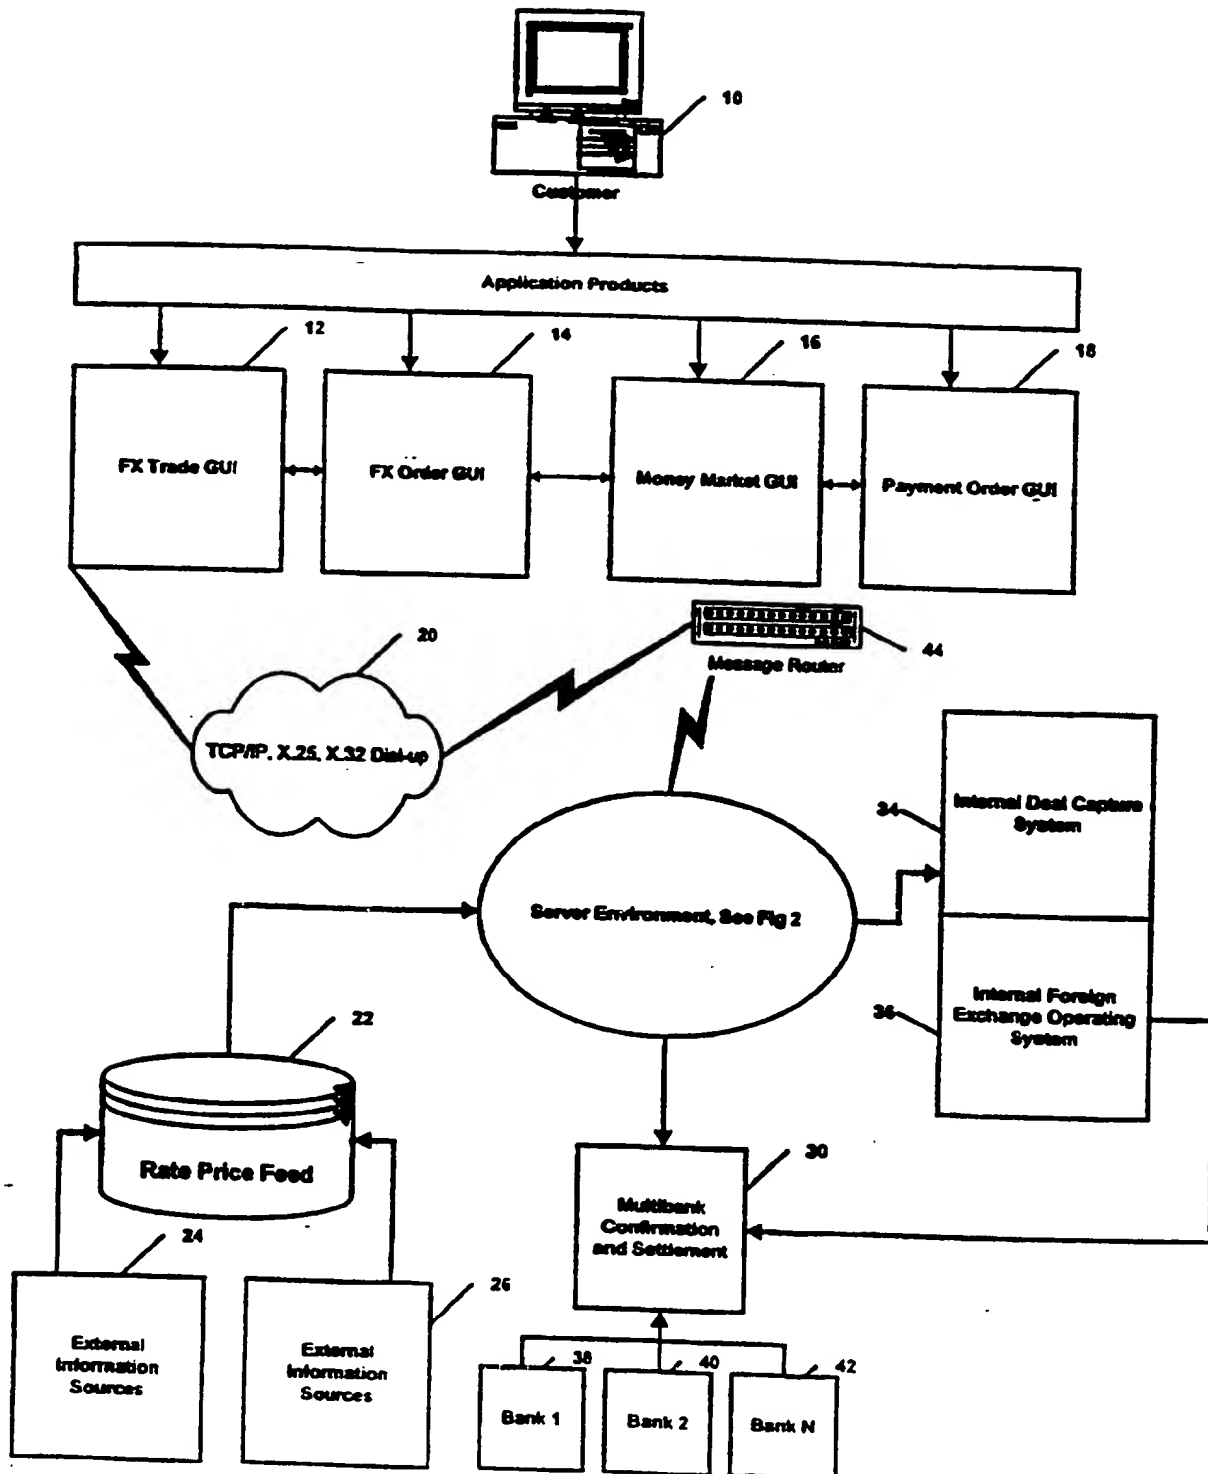 10
Customer
Application Products
12
14
16
18
FX Trade GUI
FX Order GUI
Money Market GUI
Payment Order GUI
20
44
Message Router
TCP/IP, X.25, X.32 Dial-up
34
Internal Deal Capture
System
Server Environment, See Fig 2
36
Internal Foreign
Exchange Operating
System
22
Rate Price Feed
30
Multibank
Confirmation
and Settlement
24
26
External
Information
Sources
External
Information
Sources
38
40
42
Bank 1
Bank 2
Bank N